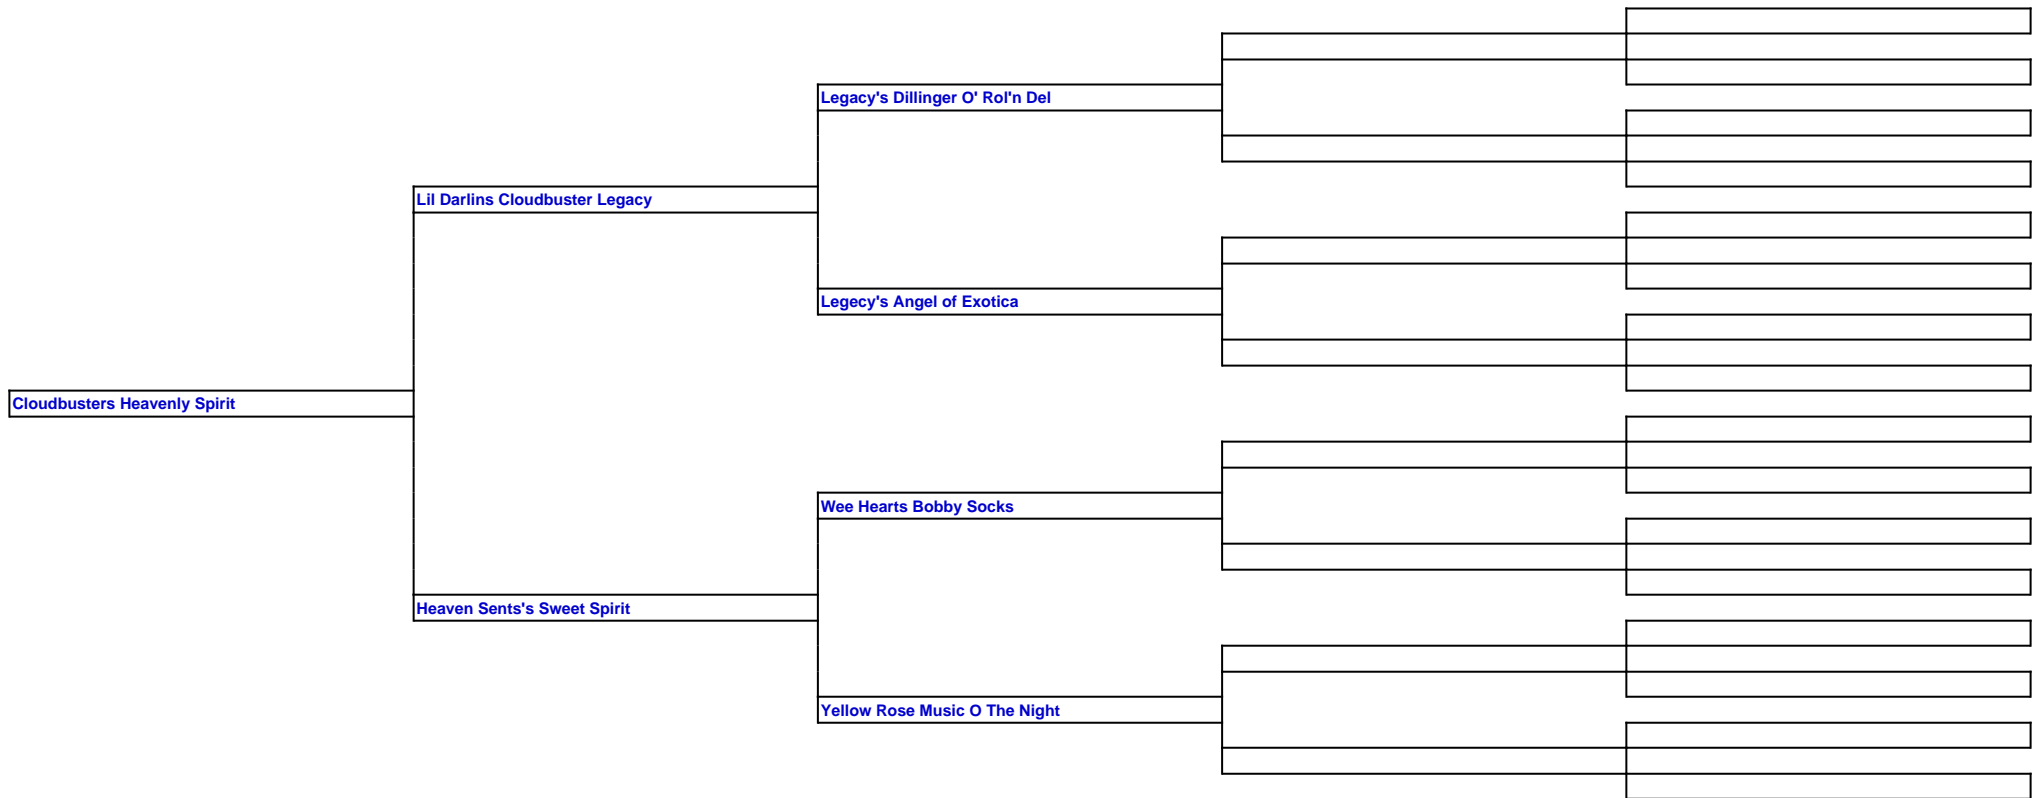 Legacy's Dillinger O' Rol'n Del
Lil Darlins Cloudbuster Legacy
Legecy's Angel of Exotica
Cloudbusters Heavenly Spirit
Wee Hearts Bobby Socks
Heaven Sents's Sweet Spirit
Yellow Rose Music O The Night